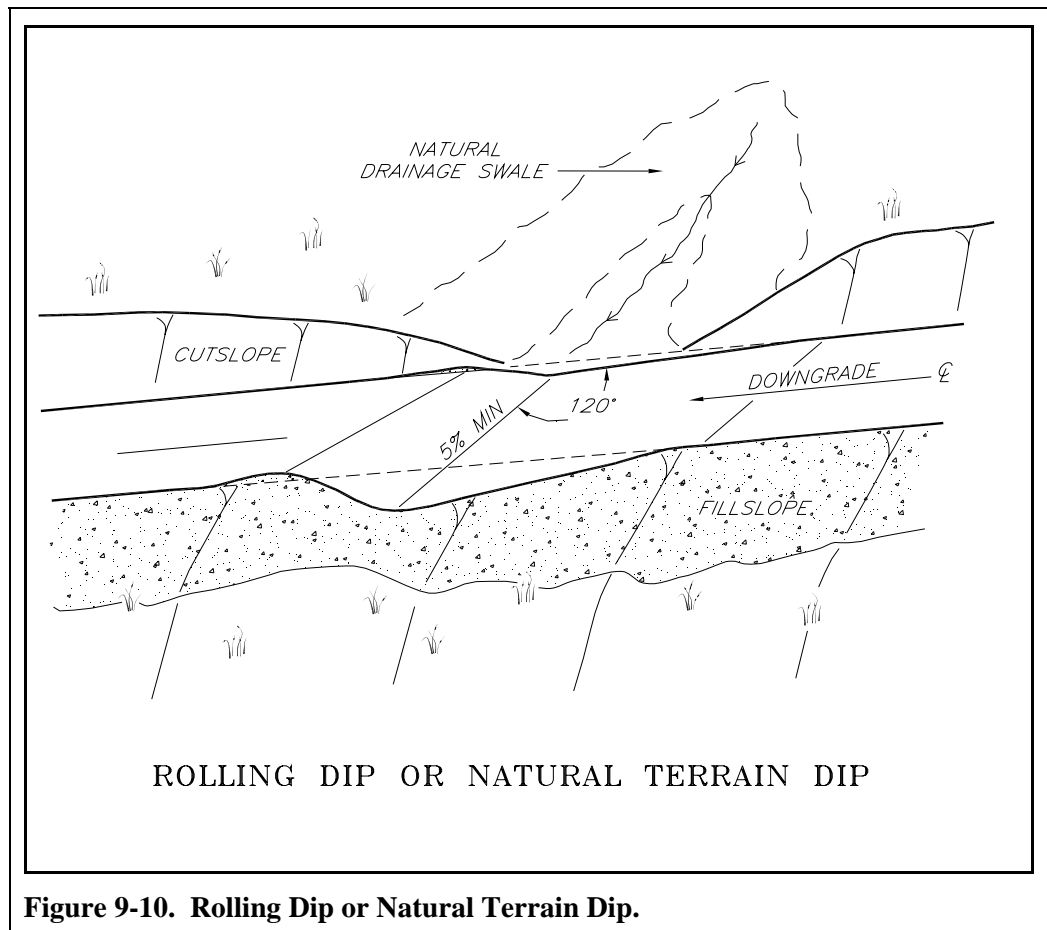 NATURAL
DRAINAGE SWALE
CUTSLOPE
DOWNGRADE
℄
120°
5% MIN
FILLSLOPE
ROLLING DIP OR NATURAL TERRAIN DIP
Figure 9-10. Rolling Dip or Natural Terrain Dip.